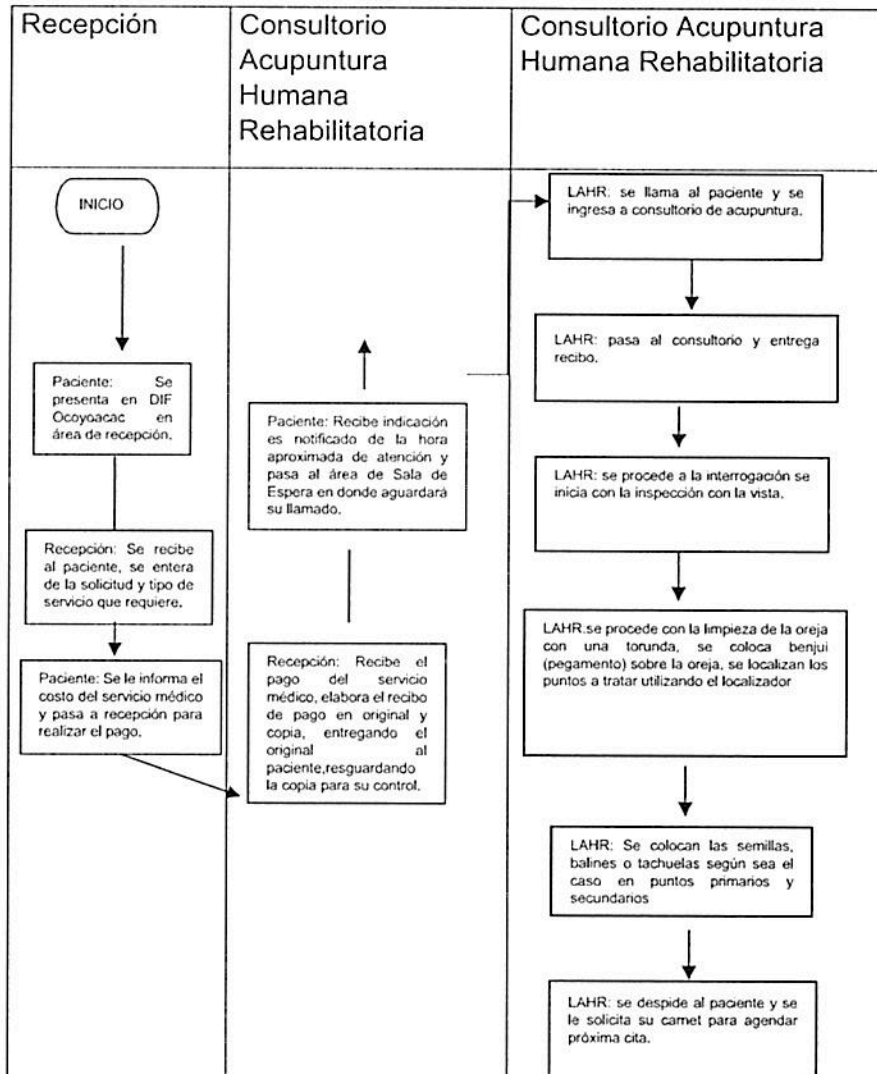 Recepción
Consultorio
Acupuntura
Humana
Rehabilitatoria
Consultorio Acupuntura
Humana Rehabilitatoria
INICIO
Paciente: Se
presenta en DIF
Ocoyoacac en
área de recepción.
Recepción: Se recibe
al paciente, se entera
de la solicitud y tipo de
servicio que requiere.
Paciente: Se le informa el
costo del servicio médico
y pasa a recepción para
realizar el pago.
Paciente: Recibe indicación
es notificado de la hora
aproximada de atención y
pasa al área de Sala de
Espera en donde aguardará
su llamado.
Recepción: Recibe el
pago del servicio
médico, elabora el recibo
de pago en original y
copia, entregando el
original al
paciente,resguardando
la copia para su control.
LAHR: se llama al paciente y se
ingresa a consultorio de acupuntura.
LAHR: pasa al consultorio y entrega
recibo.
LAHR: se procede a la interrogación se
inicia con la inspección con la vista.
LAHR:se procede con la limpieza de la oreja
con una torunda, se coloca benjui
(pegamento) sobre la oreja, se localizan los
puntos a tratar utilizando el localizador
LAHR: Se colocan las semillas,
balines o tachuelas según sea el
caso en puntos primarios y
secundarios
LAHR: se despide al paciente y se
le solicita su carnet para agendar
próxima cita.